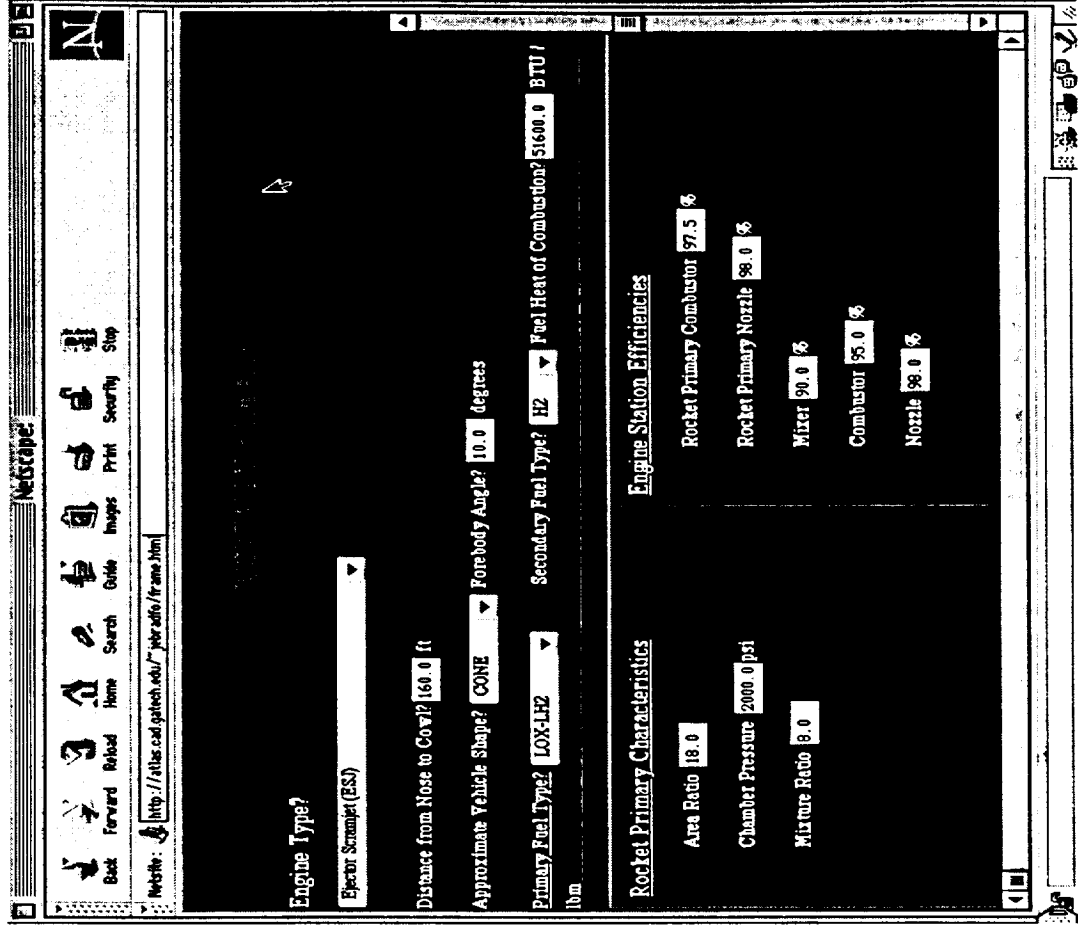 Netscape:
Back Forward Reload Home Search Guide Images Print Security Stop
Netsite: http://atlas.cad.gatech.edu/~jebradfo/frame.html
N
Engine Type?
Ejector Scramjet (ESJ)
Distance from Nose to Cowl? 160.0 ft
Approximate Vehicle Shape? CONE Forebody Angle? 10.0 degrees
Primary Fuel Type? LOX-LH2 Secondary Fuel Type? H2 Fuel Heat of Combustion? 51600.0 BTU /
lbm
Rocket Primary Characteristics
Area Ratio 18.0
Chamber Pressure 2000.0 psi
Mixture Ratio 8.0
Engine Station Efficiencies
Rocket Primary Combustor 97.5 %
Rocket Primary Nozzle 98.0 %
Mixer 90.0 %
Combustor 95.0 %
Nozzle 98.0 %